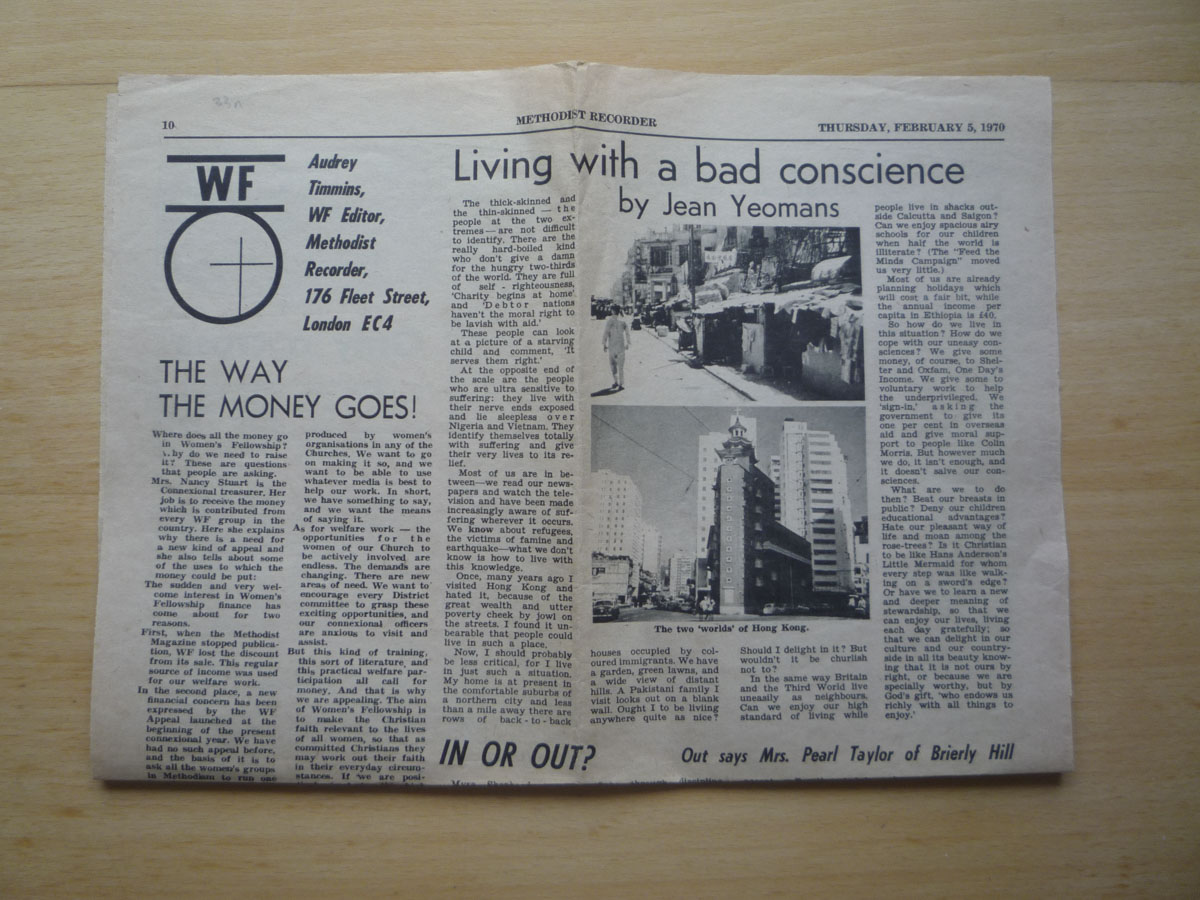 10
METHODIST RECORDER
THURSDAY, FEBRUARY 5, 1970
WF
Audrey
Timmins,
WF Editor,
Methodist
Recorder,
176 Fleet Street,
London EC4
THE WAY
THE MONEY GOES!
Where does all the money go
in Women's Fellowship?
Why do we need to raise
it? These are questions
that people are asking.
Mrs. Nancy Stuart is the
Connexional treasurer. Her
job is to receive the money
which is contributed from
every WF group in the
country. Here she explains
why there is a need for
a new kind of appeal and
she also tells about some
of the uses to which the
money could be put:
The sudden and very wel-
come interest in Women's
Fellowship finance has
come about for two
reasons.
First, when the Methodist
Magazine stopped publica-
tion, WF lost the discount
from its sale. This regular
source of income was used
for our welfare work.
In the second place, a new
financial concern has been
expressed by the WF
Appeal launched at the
beginning of the present
connexional year. We have
had no such appeal before,
and the basis of it is to
ask all the women's groups
in Methodism to run one
produced by women's
organisations in any of the
Churches. We want to go
on making it so, and we
want to be able to use
whatever media is best to
help our work. In short,
we have something to say,
and we want the means
of saying it.
As for welfare work — the
opportunities for the
women of our Church to
be actively involved are
endless. The demands are
changing. There are new
areas of need. We want to
encourage every District
committee to grasp these
exciting opportunities, and
our connexional officers
are anxious to visit and
assist.
But this kind of training,
this sort of literature, and
this practical welfare par-
ticipation all call for
money. And that is why
we are appealing. The aim
of Women's Fellowship is
to make the Christian
faith relevant to the lives
of all women, so that as
committed Christians they
may work out their faith
in their everyday circum-
stances. If we are posi-
Living with a bad conscience
by Jean Yeomans
The thick-skinned and
the thin-skinned — the
people at the two ex-
tremes — are not difficult
to identify. There are the
really hard-boiled kind
who don't give a damn
for the hungry two-thirds
of the world. They are full
of self-righteousness,
'Charity begins at home'
and 'Debtor nations
haven't the moral right to
be lavish with aid.'
These people can look
at a picture of a starving
child and comment, 'It
serves them right.'
At the opposite end of
the scale are the people
who are ultra sensitive to
suffering: they live with
their nerve ends exposed
and lie sleepless over
Nigeria and Vietnam. They
identify themselves totally
with suffering and give
their very lives to its re-
lief.
Most of us are in be-
tween—we read our news-
papers and watch the tele-
vision and have been made
increasingly aware of suf-
fering wherever it occurs.
We know about refugees,
the victims of famine and
earthquake—what we don't
know is how to live with
this knowledge.
Once, many years ago I
visited Hong Kong and
hated it, because of the
great wealth and utter
poverty cheek by jowl on
the streets. I found it un-
bearable that people could
live in such a place.
Now, I should probably
be less critical, for I live
in just such a situation.
My home is at present in
the comfortable suburbs of
a northern city and less
than a mile away there are
rows of back-to-back
The two 'worlds' of Hong Kong.
houses occupied by col-
oured immigrants. We have
a garden, green lawns, and
a wide view of distant
hills. A Pakistani family I
visit looks out on a blank
wall. Ought I to be liviing
anywhere quite as nice?
Should I delight in it? But
wouldn't it be churlish
not to?
In the same way Britain
and the Third World live
uneasily as neighbours.
Can we enjoy our high
standard of living while
people live in shacks out-
side Calcutta and Saigon?
Can we enjoy spacious airy
schools for our children
when half the world is
illiterate? (The "Feed the
Minds Campaign" moved
us very little.)
Most of us are already
planning holidays which
will cost a fair bit, while
the annual income per
capita in Ethiopia is £40.
So how do we live in
this situation? How do we
cope with our uneasy con-
sciences? We give some
money, of course, to Shel-
ter and Oxfam, One Day's
Income. We give some to
voluntary work to help
the underprivileged. We
'sign-in,' asking the
government to give its
one per cent in overseas
aid and give moral sup-
port to people like Colin
Morris. But however much
we do, it isn't enough, and
it doesn't salve our con-
sciences.
What are we to do
then? Beat our breasts in
public? Deny our children
educational advantages?
Hate our pleasant way of
life and moan among the
rose-trees? Is it Christian
to be like Hans Anderson's
Little Mermaid for whom
every step was like walk-
ing on a sword's edge?
Or have we to learn a new
and deeper meaning of
stewardship, so that we
can enjoy our lives, living
each day gratefully; so
that we can delight in our
culture and our country-
side in all its beauty know-
ing that it is not ours by
right, or because we are
specially worthy, but by
God's gift, 'who endows us
richly with all things to
enjoy.'
IN OR OUT?
Out says Mrs. Pearl Taylor of Brierly Hill